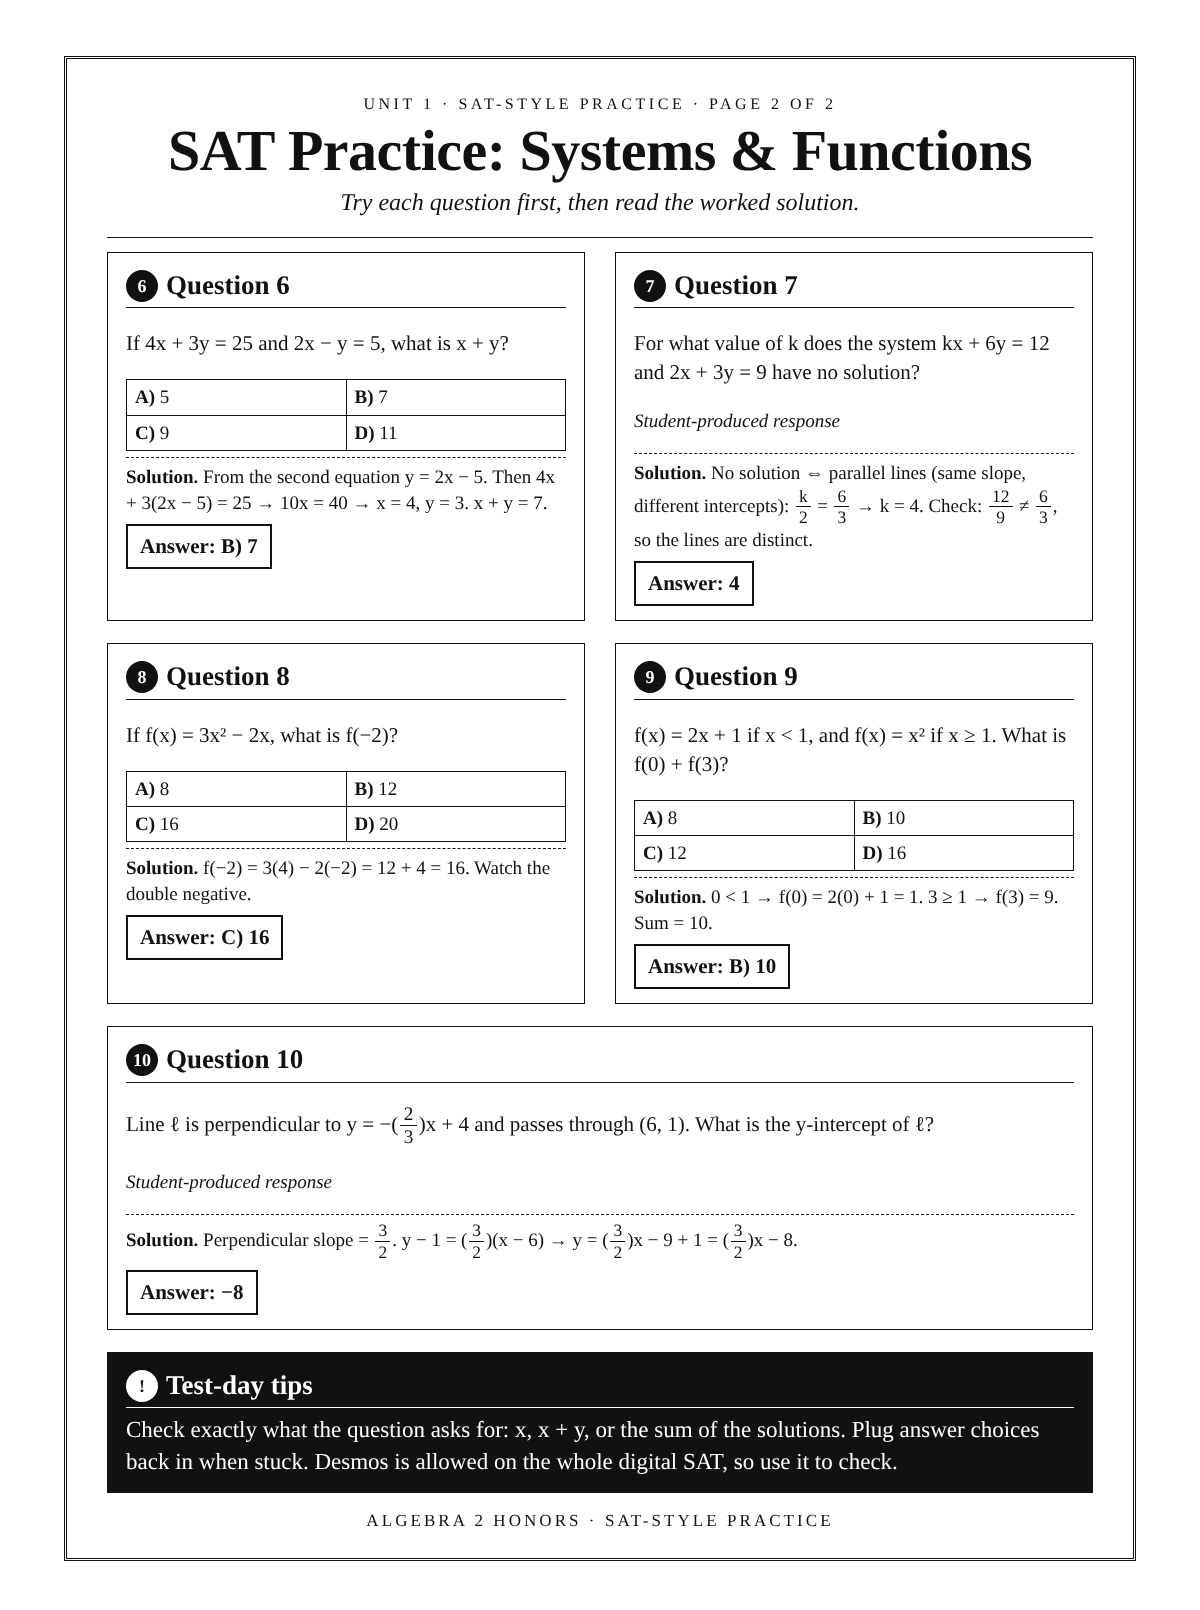 UNIT 1 · SAT-STYLE PRACTICE · PAGE 2 OF 2
SAT Practice: Systems & Functions
Try each question first, then read the worked solution.
6 Question 6
If 4x + 3y = 25 and 2x − y = 5, what is x + y?
A) 5 B) 7
C) 9 D) 11
Solution. From the second equation y = 2x − 5. Then 4x
+ 3(2x − 5) = 25 → 10x = 40 → x = 4, y = 3. x + y = 7.
Answer: B) 7
7 Question 7
For what value of k does the system kx + 6y = 12
and 2x + 3y = 9 have no solution?
Student-produced response
Solution. No solution ⇔ parallel lines (same slope,
different intercepts): k/2 = 6/3 → k = 4. Check: 12/9 ≠ 6/3,
so the lines are distinct.
Answer: 4
8 Question 8
If f(x) = 3x² − 2x, what is f(−2)?
A) 8 B) 12
C) 16 D) 20
Solution. f(−2) = 3(4) − 2(−2) = 12 + 4 = 16. Watch the
double negative.
Answer: C) 16
9 Question 9
f(x) = 2x + 1 if x < 1, and f(x) = x² if x ≥ 1. What is
f(0) + f(3)?
A) 8 B) 10
C) 12 D) 16
Solution. 0 < 1 → f(0) = 2(0) + 1 = 1. 3 ≥ 1 → f(3) = 9.
Sum = 10.
Answer: B) 10
10 Question 10
Line ℓ is perpendicular to y = −(2/3)x + 4 and passes through (6, 1). What is the y-intercept of ℓ?
Student-produced response
Solution. Perpendicular slope = 3/2. y − 1 = (3/2)(x − 6) → y = (3/2)x − 9 + 1 = (3/2)x − 8.
Answer: −8
! Test-day tips
Check exactly what the question asks for: x, x + y, or the sum of the solutions. Plug answer choices
back in when stuck. Desmos is allowed on the whole digital SAT, so use it to check.
ALGEBRA 2 HONORS · SAT-STYLE PRACTICE